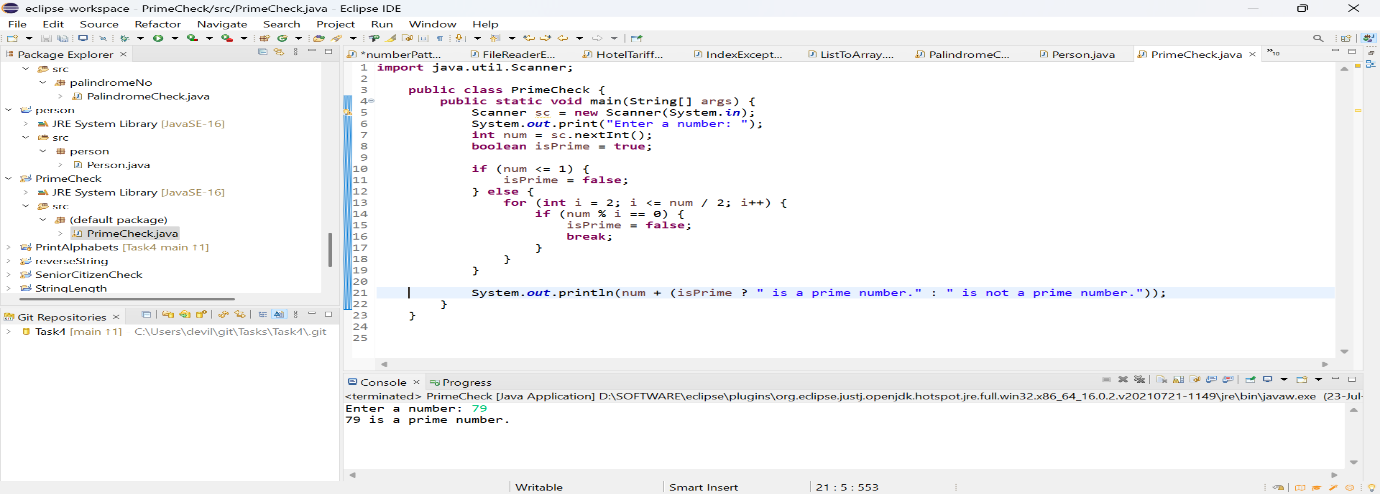 eclipse-workspace - PrimeCheck/src/PrimeCheck.java - Eclipse IDE
File Edit Source Refactor Navigate Search Project Run Window Help
Package Explorer ×
src
palindromeNo
PalindromeCheck.java
person
JRE System Library [JavaSE-16]
src
person
Person.java
PrimeCheck
JRE System Library [JavaSE-16]
src
(default package)
PrimeCheck.java
PrintAlphabets [Task4 main ↑1]
reverseString
SeniorCitizenCheck
StringLength
Git Repositories ×
Task4 [main ↑1] C:\Users\devil\git\Tasks\Task4\.git
*numberPatt... FileReaderE... HotelTariff... IndexExcept... ListToArray.... PalindromeC... Person.java PrimeCheck.java × »10
1 import java.util.Scanner;
2
3 public class PrimeCheck {
4 public static void main(String[] args) {
5 Scanner sc = new Scanner(System.in);
6 System.out.print("Enter a number: ");
7 int num = sc.nextInt();
8 boolean isPrime = true;
9
10 if (num <= 1) {
11 isPrime = false;
12 } else {
13 for (int i = 2; i <= num / 2; i++) {
14 if (num % i == 0) {
15 isPrime = false;
16 break;
17 }
18 }
19 }
20
21 System.out.println(num + (isPrime ? " is a prime number." : " is not a prime number."));
22 }
23 }
24
25
Console × Progress
<terminated> PrimeCheck [Java Application] D:\SOFTWARE\eclipse\plugins\org.eclipse.justj.openjdk.hotspot.jre.full.win32.x86_64_16.0.2.v20210721-1149\jre\bin\javaw.exe (23-Jul-
Enter a number: 79
79 is a prime number.
Writable Smart Insert 21 : 5 : 553